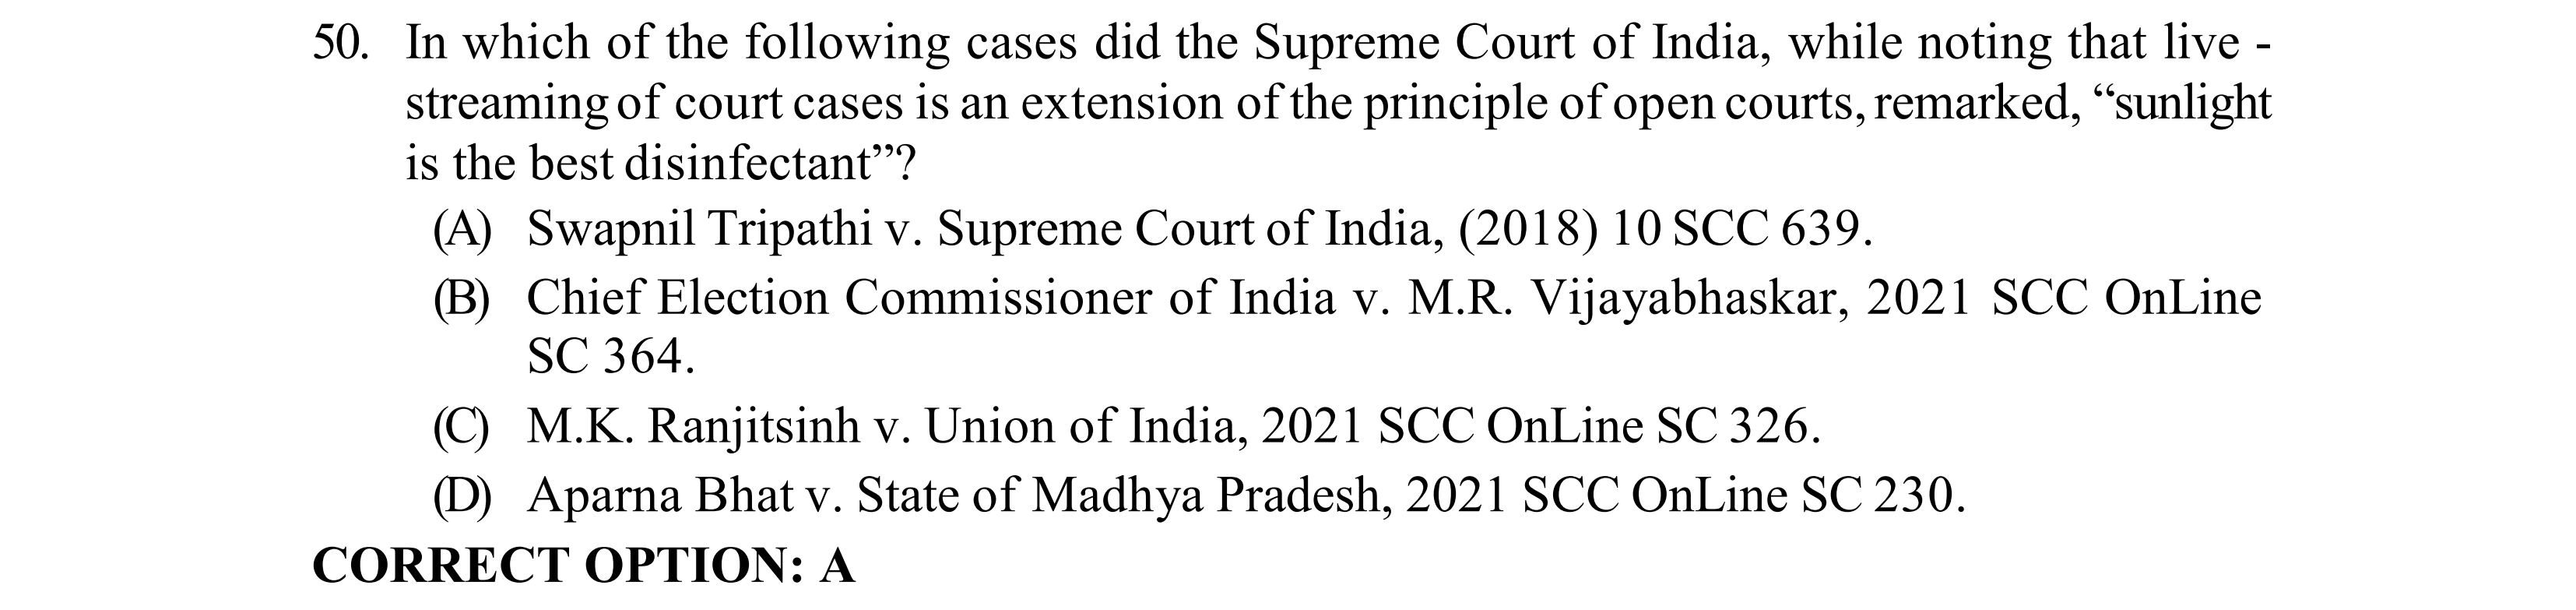 50. In which of the following cases did the Supreme Court of India, while noting that live -
streaming of court cases is an extension of the principle of open courts, remarked, “sunlight
is the best disinfectant”?
(A) Swapnil Tripathi v. Supreme Court of India, (2018) 10 SCC 639.
(B) Chief Election Commissioner of India v. M.R. Vijayabhaskar, 2021 SCC OnLine
SC 364.
(C) M.K. Ranjitsinh v. Union of India, 2021 SCC OnLine SC 326.
(D) Aparna Bhat v. State of Madhya Pradesh, 2021 SCC OnLine SC 230.
CORRECT OPTION: A